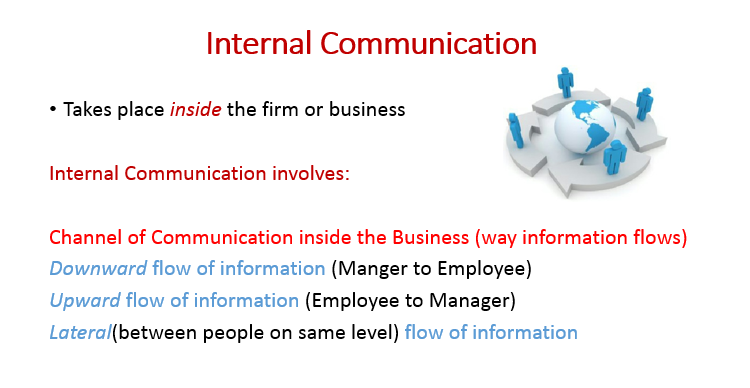 Internal Communication
• Takes place inside the firm or business
Internal Communication involves:
Channel of Communication inside the Business (way information flows)
Downward flow of information (Manger to Employee)
Upward flow of information (Employee to Manager)
Lateral(between people on same level) flow of information